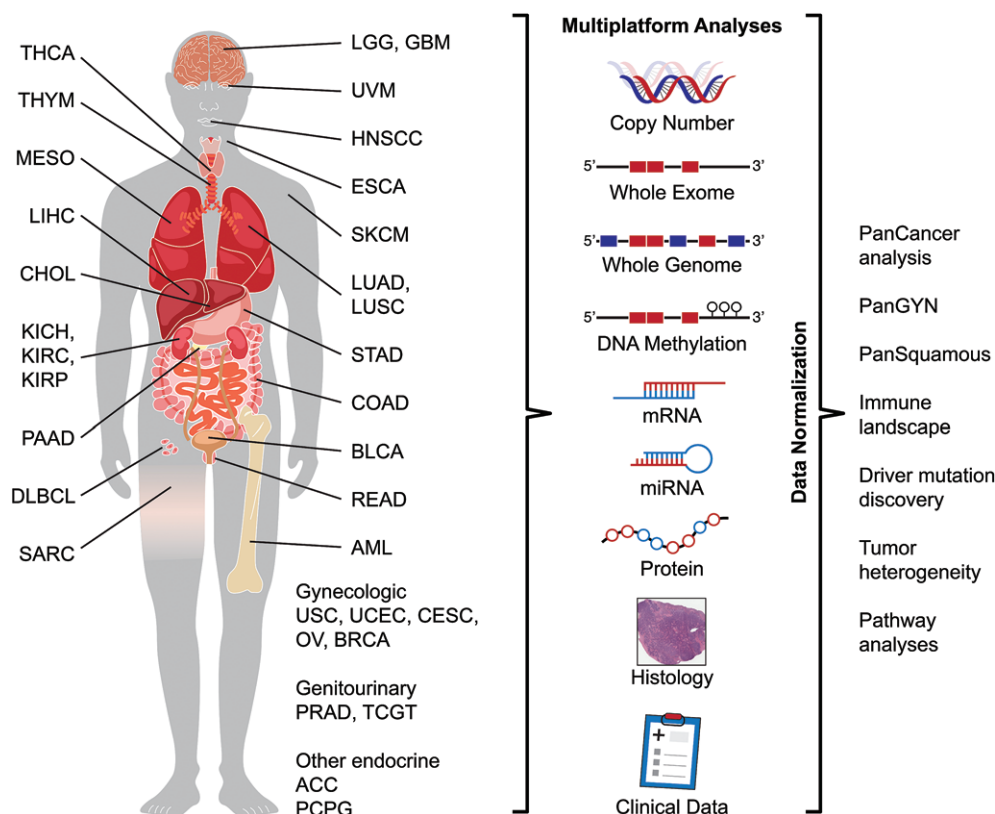 THCA
THYM
MESO
LIHC
CHOL
KICH,
KIRC,
KIRP
PAAD
DLBCL
SARC
LGG, GBM
UVM
HNSCC
ESCA
SKCM
LUAD,
LUSC
STAD
COAD
BLCA
READ
AML
Gynecologic
USC, UCEC, CESC,
OV, BRCA
Genitourinary
PRAD, TCGT
Other endocrine
ACC
PCPG
Multiplatform Analyses
Copy Number
5’ 3’
Whole Exome
5’ 3’
Whole Genome
5’ 3’
DNA Methylation
mRNA
miRNA
Protein
Histology
Clinical Data
Data Normalization
PanCancer
analysis
PanGYN
PanSquamous
Immune
landscape
Driver mutation
discovery
Tumor
heterogeneity
Pathway
analyses